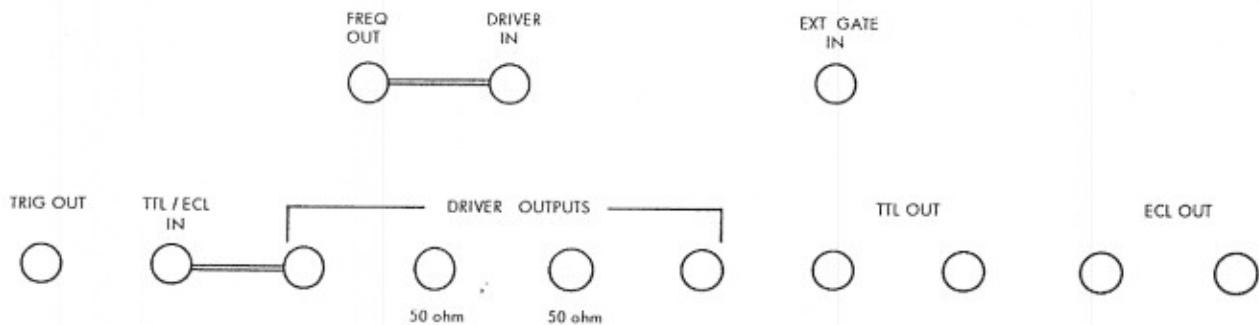 FREQ OUT
DRIVER IN
EXT GATE IN
TRIG OUT
TTL / ECL IN
DRIVER OUTPUTS
TTL OUT
ECL OUT
50 ohm
50 ohm